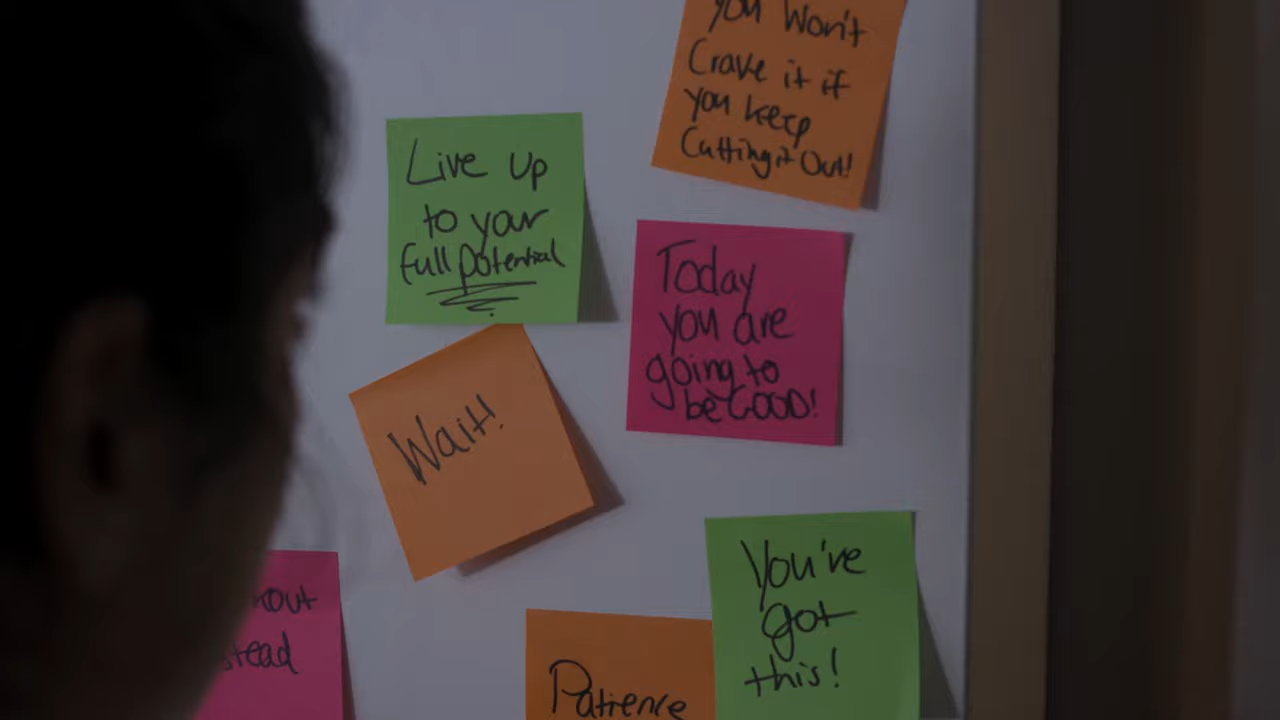 you Won't
Crave it if
you keep
Cutting it Out!
Live up
to your
full potential
Today
you are
going to
be GOOD!
Wait!
You've
got
this!
Patience